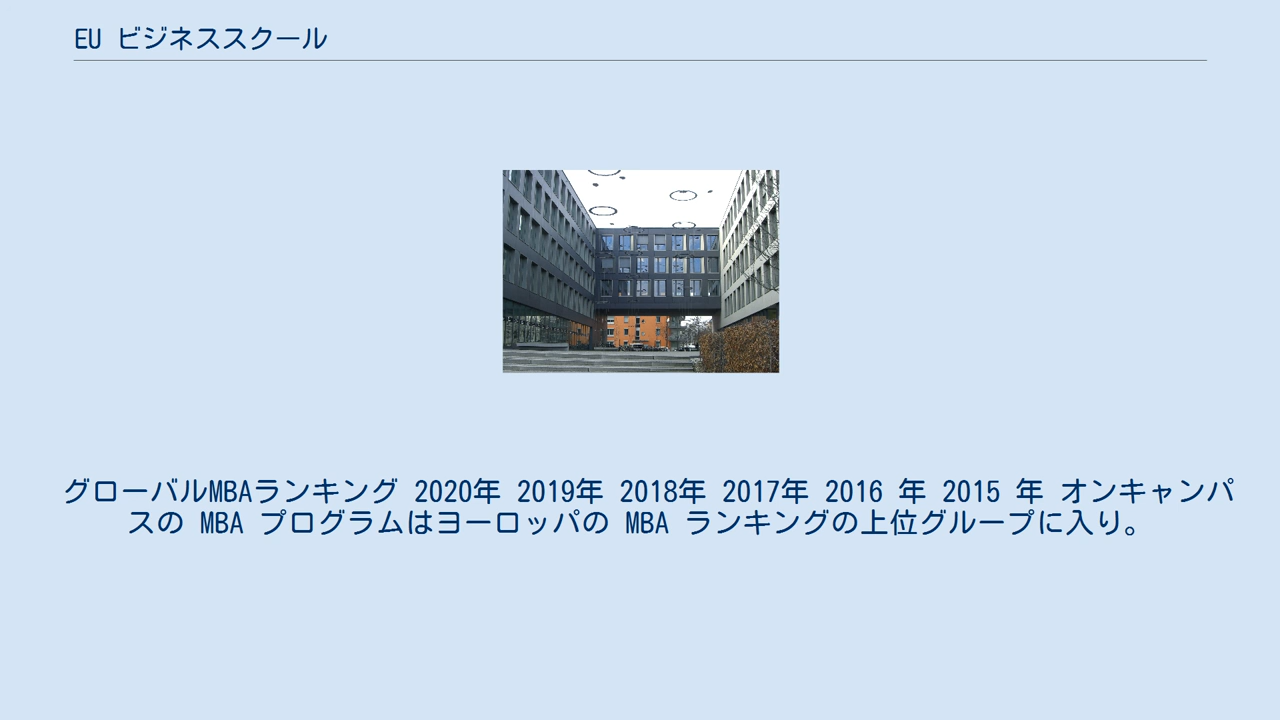 EU ビジネススクール
グローバルMBAランキング 2020年 2019年 2018年 2017年 2016 年 2015 年 オンキャンパ
スの MBA プログラムはヨーロッパの MBA ランキングの上位グループに入り。